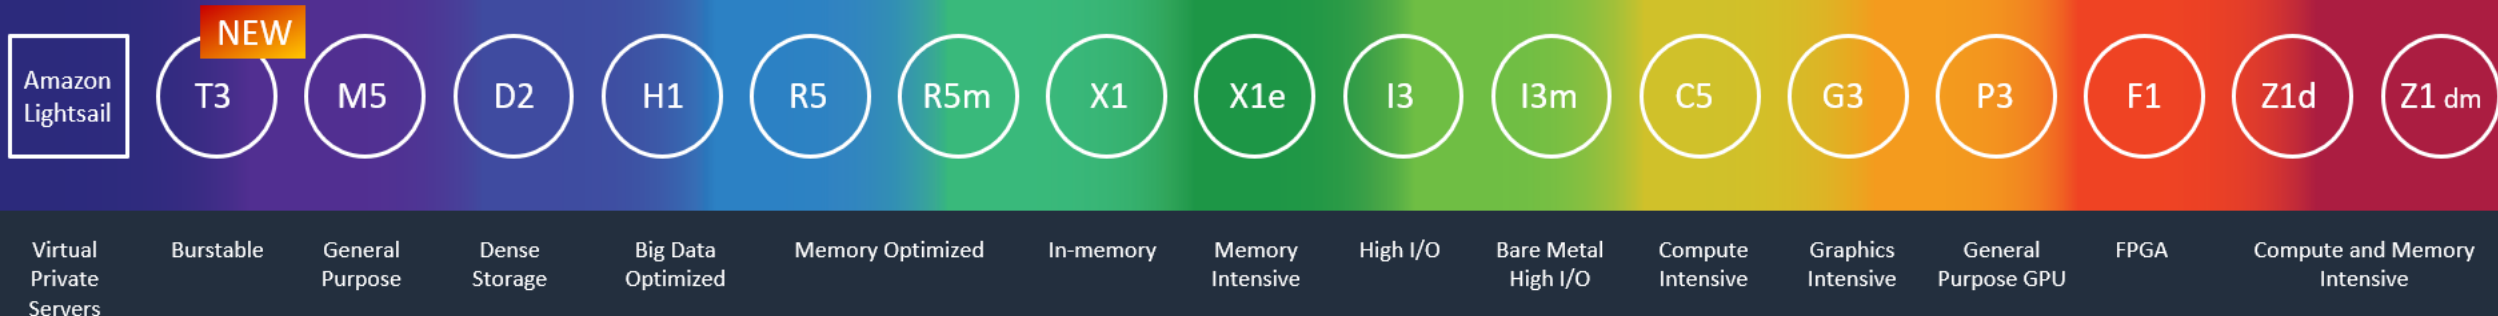 NEW
Amazon
Lightsail
T3
M5
D2
H1
R5
R5m
X1
X1e
I3
I3m
C5
G3
P3
F1
Z1d
Z1 dm
Virtual
Private
Servers
Burstable
General
Purpose
Dense
Storage
Big Data
Optimized
Memory Optimized
In-memory
Memory
Intensive
High I/O
Bare Metal
High I/O
Compute
Intensive
Graphics
Intensive
General
Purpose GPU
FPGA
Compute and Memory
Intensive